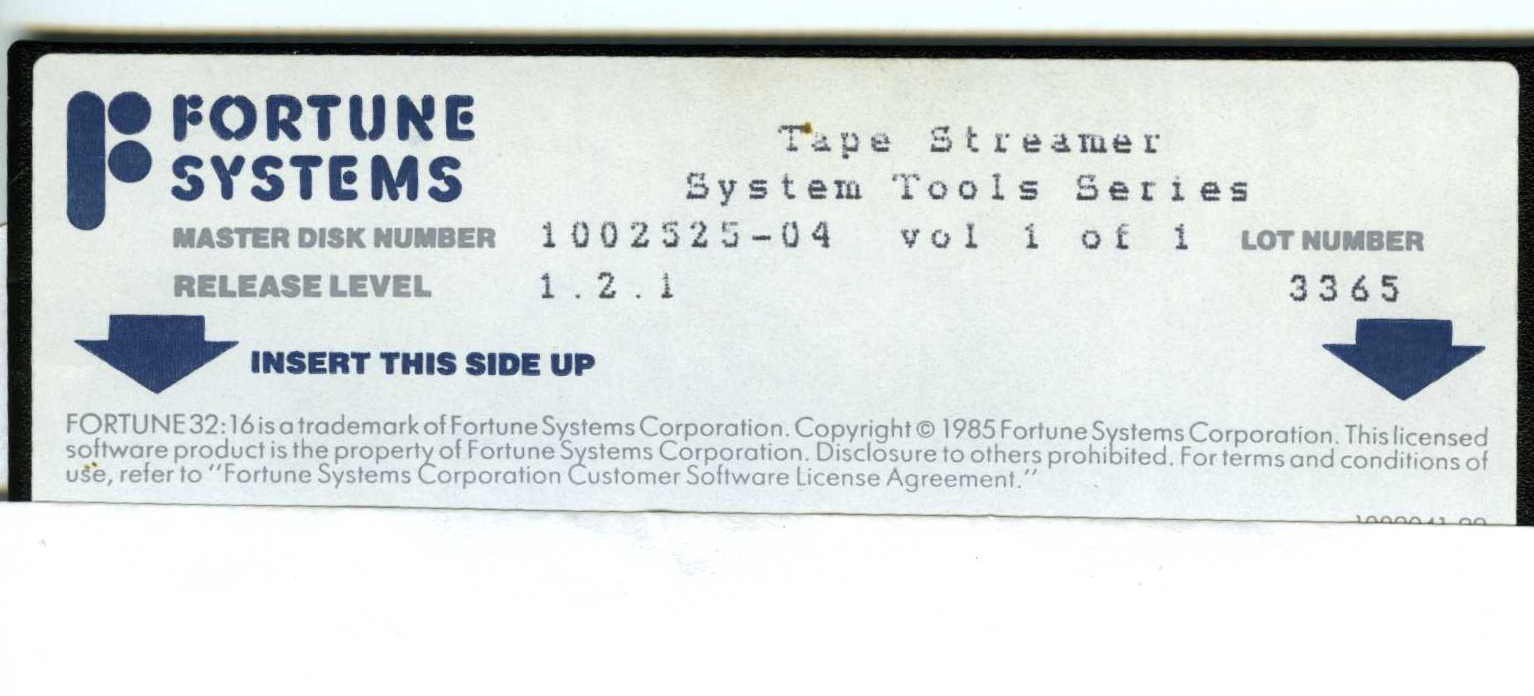 FORTUNE
SYSTEMS
Tape Streamer
System Tools Series
MASTER DISK NUMBER 1002525-04 vol 1 of 1 LOT NUMBER
RELEASE LEVEL 1.2.1 3365
INSERT THIS SIDE UP
FORTUNE 32:16 is a trademark of Fortune Systems Corporation. Copyright © 1985 Fortune Systems Corporation. This licensed
software product is the property of Fortune Systems Corporation. Disclosure to others prohibited. For terms and conditions of
use, refer to "Fortune Systems Corporation Customer Software License Agreement."